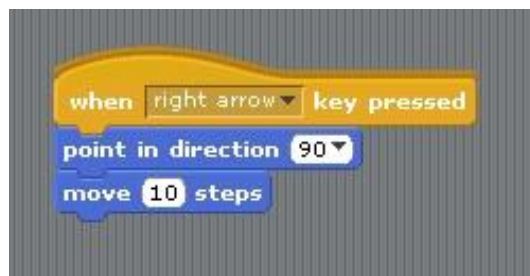 when right arrow key pressed
point in direction 90
move 10 steps